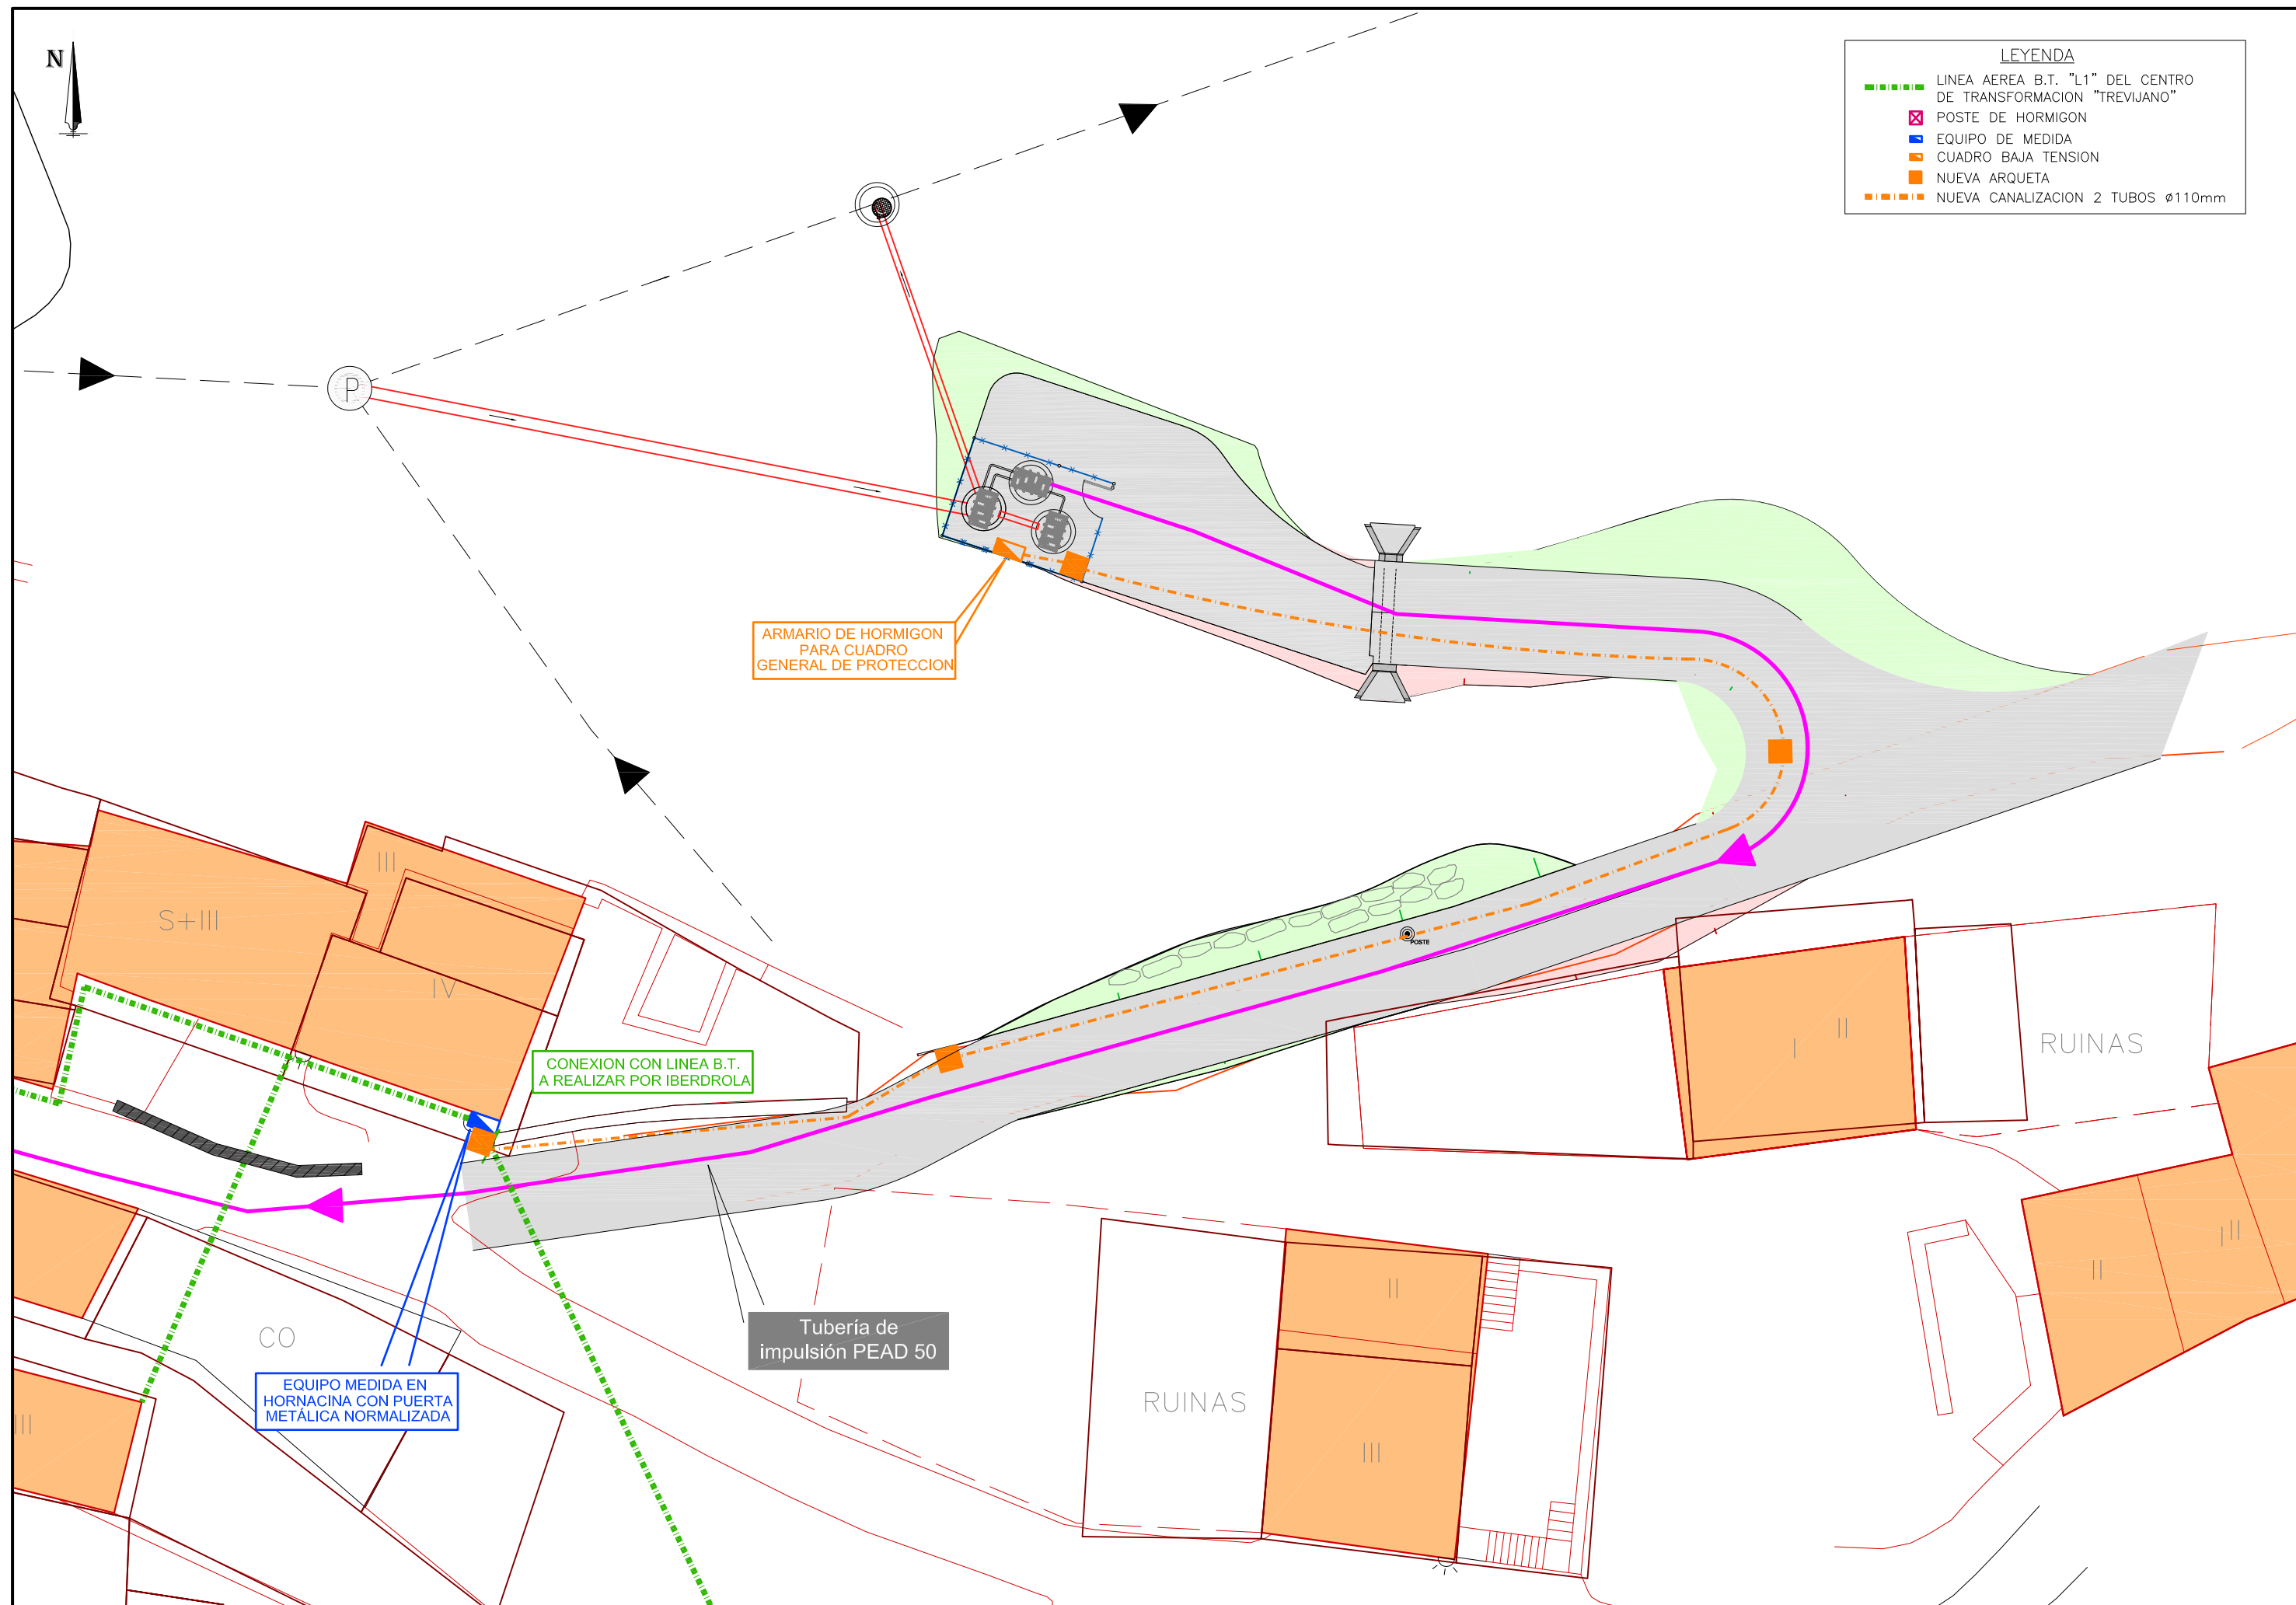 N
LEYENDA
LINEA AEREA B.T. "L1" DEL CENTRO
DE TRANSFORMACION "TREVIJANO"
POSTE DE HORMIGON
EQUIPO DE MEDIDA
CUADRO BAJA TENSION
NUEVA ARQUETA
NUEVA CANALIZACION 2 TUBOS Ø110mm
P
ARMARIO DE HORMIGON
PARA CUADRO
GENERAL DE PROTECCION
III
S+III
IV
POSTE
CONEXION CON LINEA B.T.
A REALIZAR POR IBERDROLA
II
I
RUINAS
II
I
II
CO
Tubería de
impulsión PEAD 50
II
EQUIPO MEDIDA EN
HORNACINA CON PUERTA
METÁLICA NORMALIZADA
RUINAS
III
III